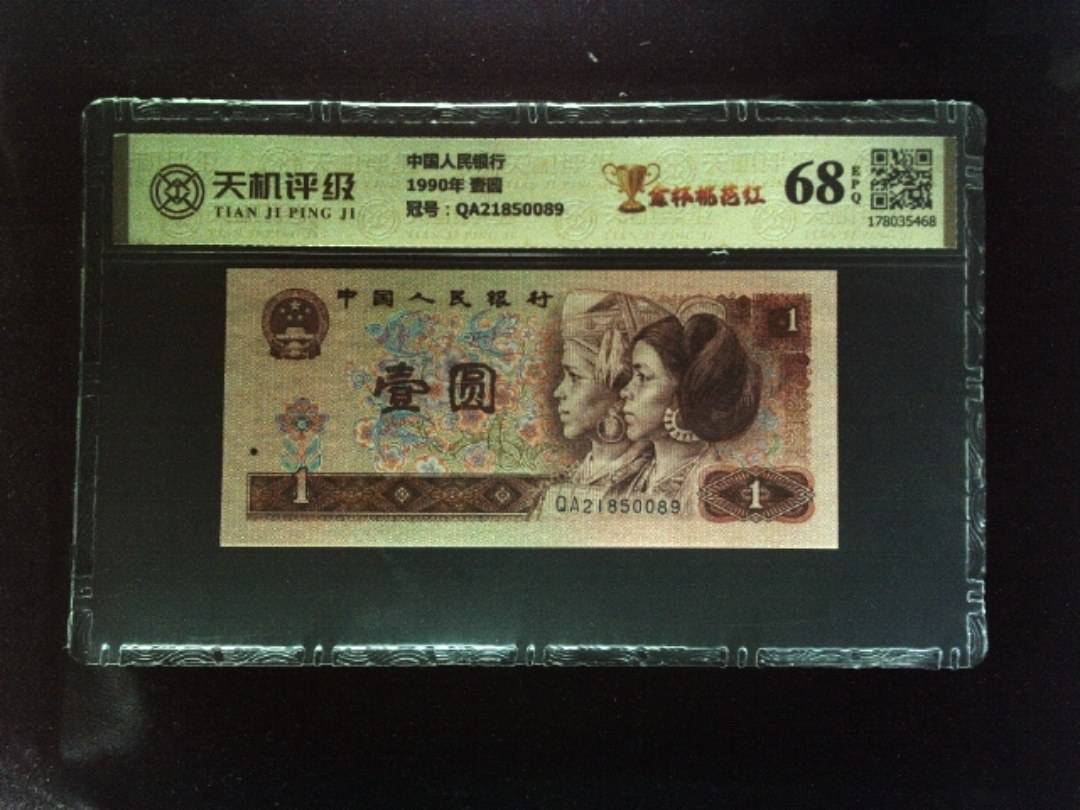 天机评级
TIAN JI PING JI
中国人民银行
1990年 壹圆
冠号：QA21850089
金杯桃花红
68
EPQ
178035468
中国人民银行
1
壹圆
1
QA21850089
1